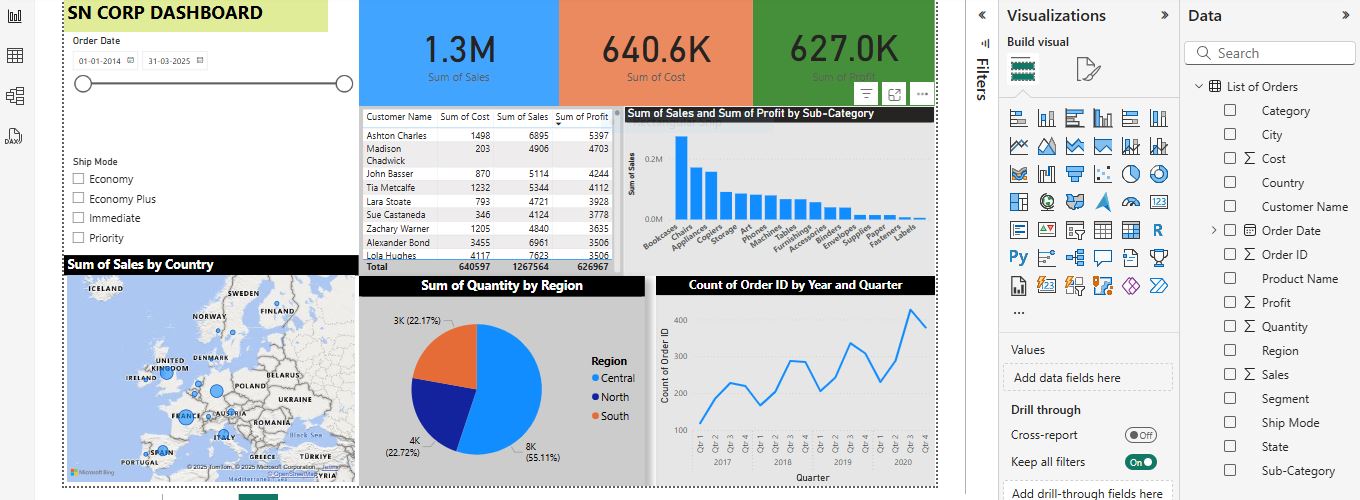 SN CORP DASHBOARD
Order Date
01-01-2014
31-03-2025
Ship Mode
Economy
Economy Plus
Immediate
Priority
Sum of Sales by Country
ICELAND
SWEDEN
NORWAY
FINLAND
UNITED
KINGDOM
DENMARK
IRELAND
BELARUS
POLAND
UKRAINE
FRANCE
AUSTRIA
ROMANIA
ITALY
Black Sea
SPAIN
PORTUGAL
GREECE
TÜRKİYE
Microsoft Bing
© 2025 TomTom, © 2025 Microsoft Corporation, Terms
© OpenStreetMap
SYRIA
1.3M
Sum of Sales
640.6K
Sum of Cost
627.0K
Sum of Profit
Customer Name Sum of Cost Sum of Sales Sum of Profit
Ashton Charles 1498 6895 5397
Madison 203 4906 4703
Chadwick
John Basser 870 5114 4244
Tia Metcalfe 1232 5344 4112
Lara Stoate 793 4721 3928
Sue Castaneda 346 4124 3778
Zachary Warner 1205 4840 3635
Alexander Bond 3455 6961 3506
Lola Hughes 4117 7623 3506
Total 640597 1267564 626967
Sum of Sales and Sum of Profit by Sub-Category
Sum of Sales
0.2M
0.0M
Bookcases
Chairs
Appliances
Copiers
Storage
Art
Phones
Machines
Tables
Furnishings
Accessories
Binders
Envelopes
Supplies
Paper
Fasteners
Labels
Sum of Quantity by Region
3K (22.17%)
4K
(22.72%)
8K
(55.11%)
Region
Central
North
South
Count of Order ID by Year and Quarter
Count of Order ID
400
300
200
100
Qtr 1
Qtr 2
Qtr 3
Qtr 4
Qtr 1
Qtr 2
Qtr 3
Qtr 4
Qtr 1
Qtr 2
Qtr 3
Qtr 4
Qtr 1
Qtr 2
Qtr 3
Qtr 4
2017
2018
2019
2020
Quarter
Filters
Visualizations
Build visual
123
R
Py
123
...
Values
Add data fields here
Drill through
Cross-report
Off
Keep all filters
On
Add drill-through fields here
Data
Search
List of Orders
Category
City
Cost
Country
Customer Name
Order Date
Order ID
Product Name
Profit
Quantity
Region
Sales
Segment
Ship Mode
State
Sub-Category
DAX